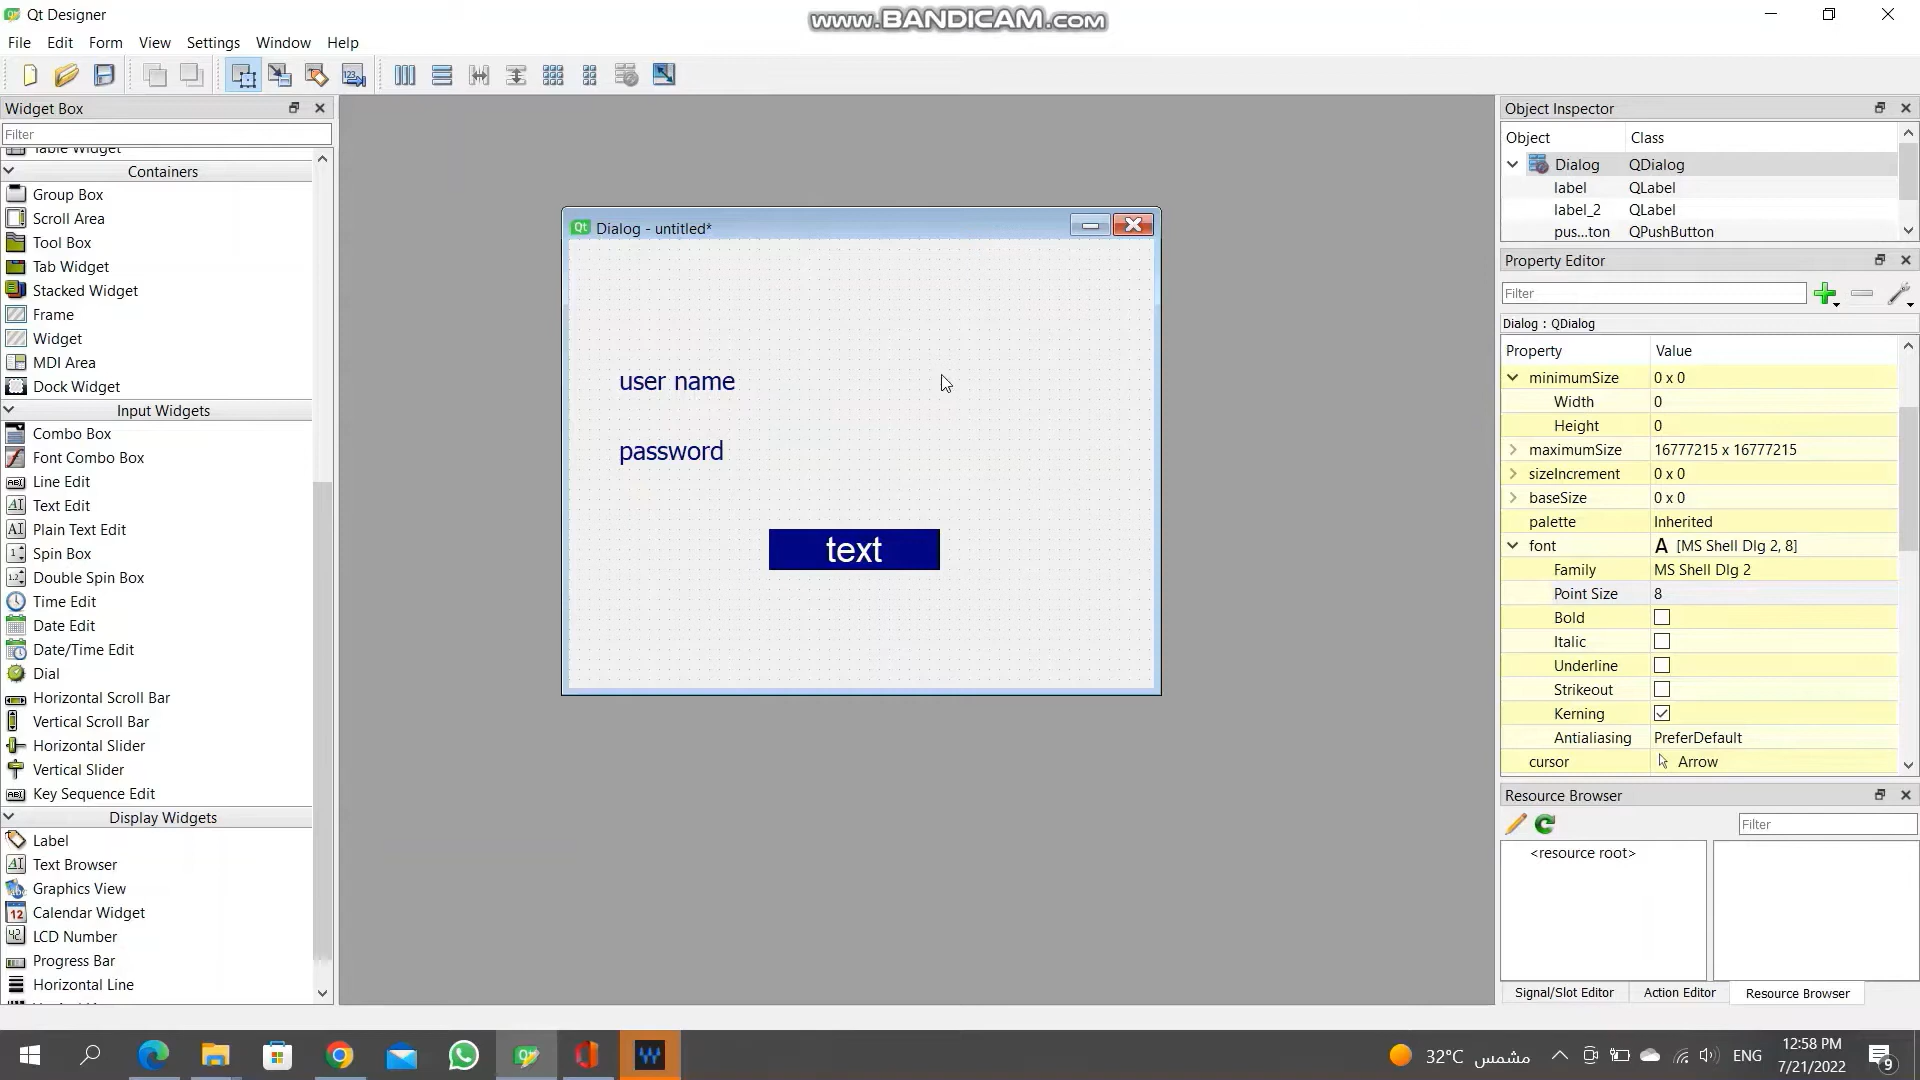 Qt Designer
www.BANDICAM.com
File Edit Form View Settings Window Help
Widget Box
Filter
Table Widget
Containers
Group Box
Scroll Area
Tool Box
Tab Widget
Stacked Widget
Frame
Widget
MDI Area
Dock Widget
Input Widgets
Combo Box
Font Combo Box
Line Edit
Text Edit
Plain Text Edit
Spin Box
Double Spin Box
Time Edit
Date Edit
Date/Time Edit
Dial
Horizontal Scroll Bar
Vertical Scroll Bar
Horizontal Slider
Vertical Slider
Key Sequence Edit
Display Widgets
Label
Text Browser
Graphics View
Calendar Widget
LCD Number
Progress Bar
Horizontal Line
Dialog - untitled*
user name
password
text
Object Inspector
Object Class
Dialog QDialog
label QLabel
label_2 QLabel
pus...ton QPushButton
Property Editor
Filter
Dialog : QDialog
Property Value
minimumSize 0 x 0
Width 0
Height 0
maximumSize 16777215 x 16777215
sizeIncrement 0 x 0
baseSize 0 x 0
palette Inherited
font A [MS Shell Dlg 2, 8]
Family MS Shell Dlg 2
Point Size 8
Bold
Italic
Underline
Strikeout
Kerning
Antialiasing PreferDefault
cursor Arrow
Resource Browser
Filter
<resource root>
Signal/Slot Editor Action Editor Resource Browser
32°C مشمس ENG
12:58 PM
7/21/2022
9